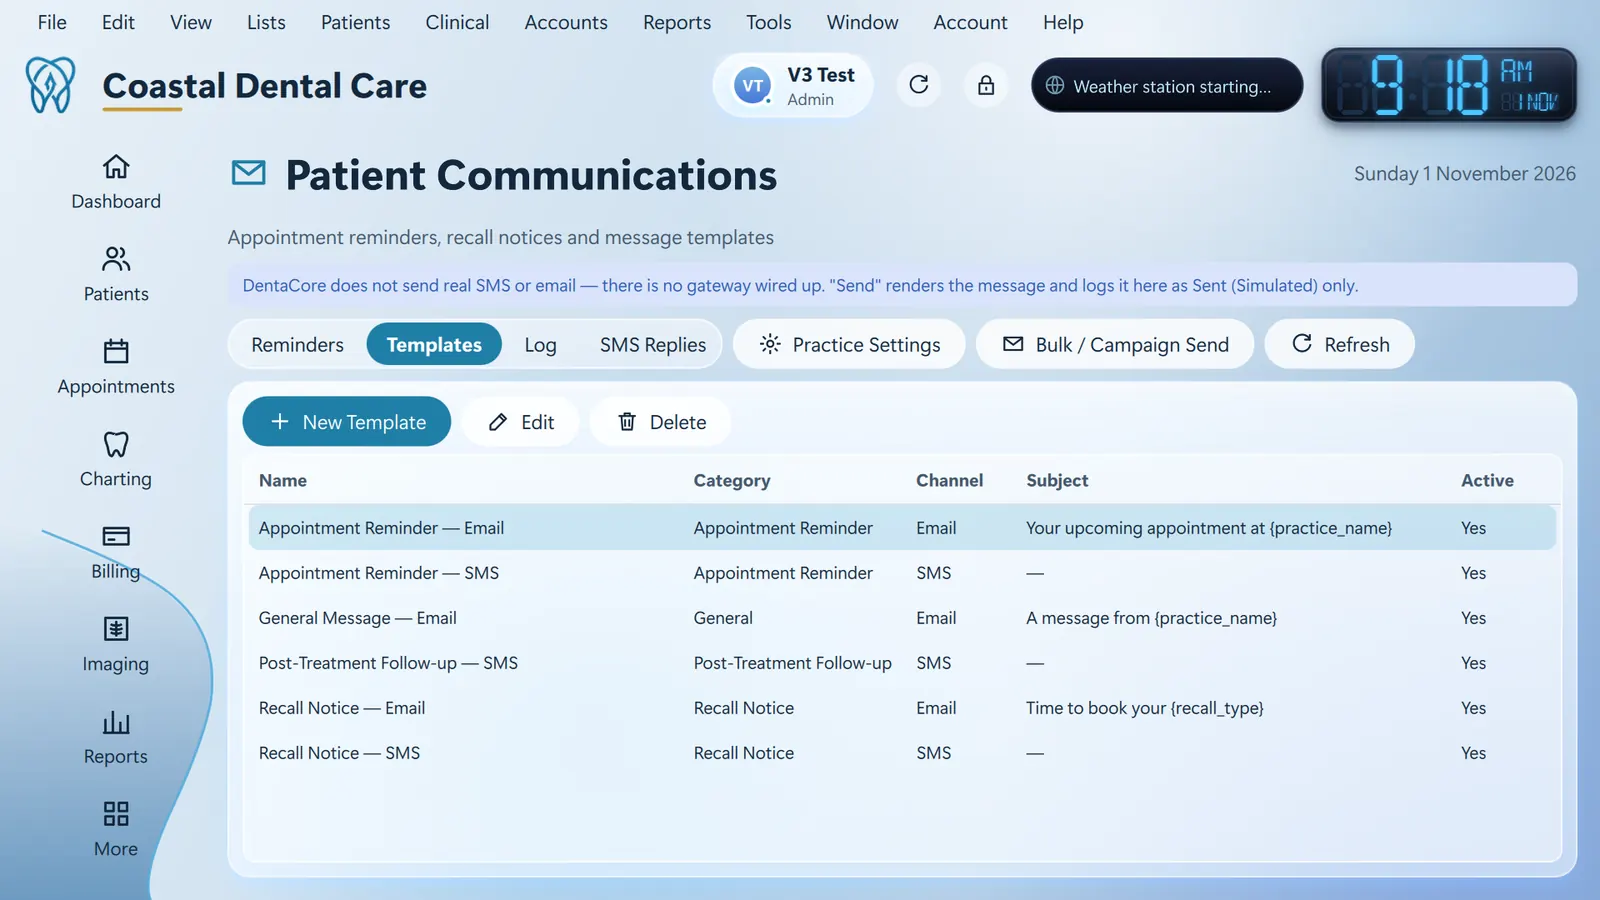 File Edit View Lists Patients Clinical Accounts Reports Tools Window Account Help
Coastal Dental Care
VT
V3 Test
Admin
Weather station starting...
9 18 AM
1 NOV
Dashboard
Patients
Appointments
Charting
Billing
Imaging
Reports
More
Patient Communications
Sunday 1 November 2026
Appointment reminders, recall notices and message templates
DentaCore does not send real SMS or email — there is no gateway wired up. "Send" renders the message and logs it here as Sent (Simulated) only.
Reminders Templates Log SMS Replies Practice Settings Bulk / Campaign Send Refresh
New Template Edit Delete
Name Category Channel Subject Active
Appointment Reminder — Email Appointment Reminder Email Your upcoming appointment at {practice_name} Yes
Appointment Reminder — SMS Appointment Reminder SMS — Yes
General Message — Email General Email A message from {practice_name} Yes
Post-Treatment Follow-up — SMS Post-Treatment Follow-up SMS — Yes
Recall Notice — Email Recall Notice Email Time to book your {recall_type} Yes
Recall Notice — SMS Recall Notice SMS — Yes